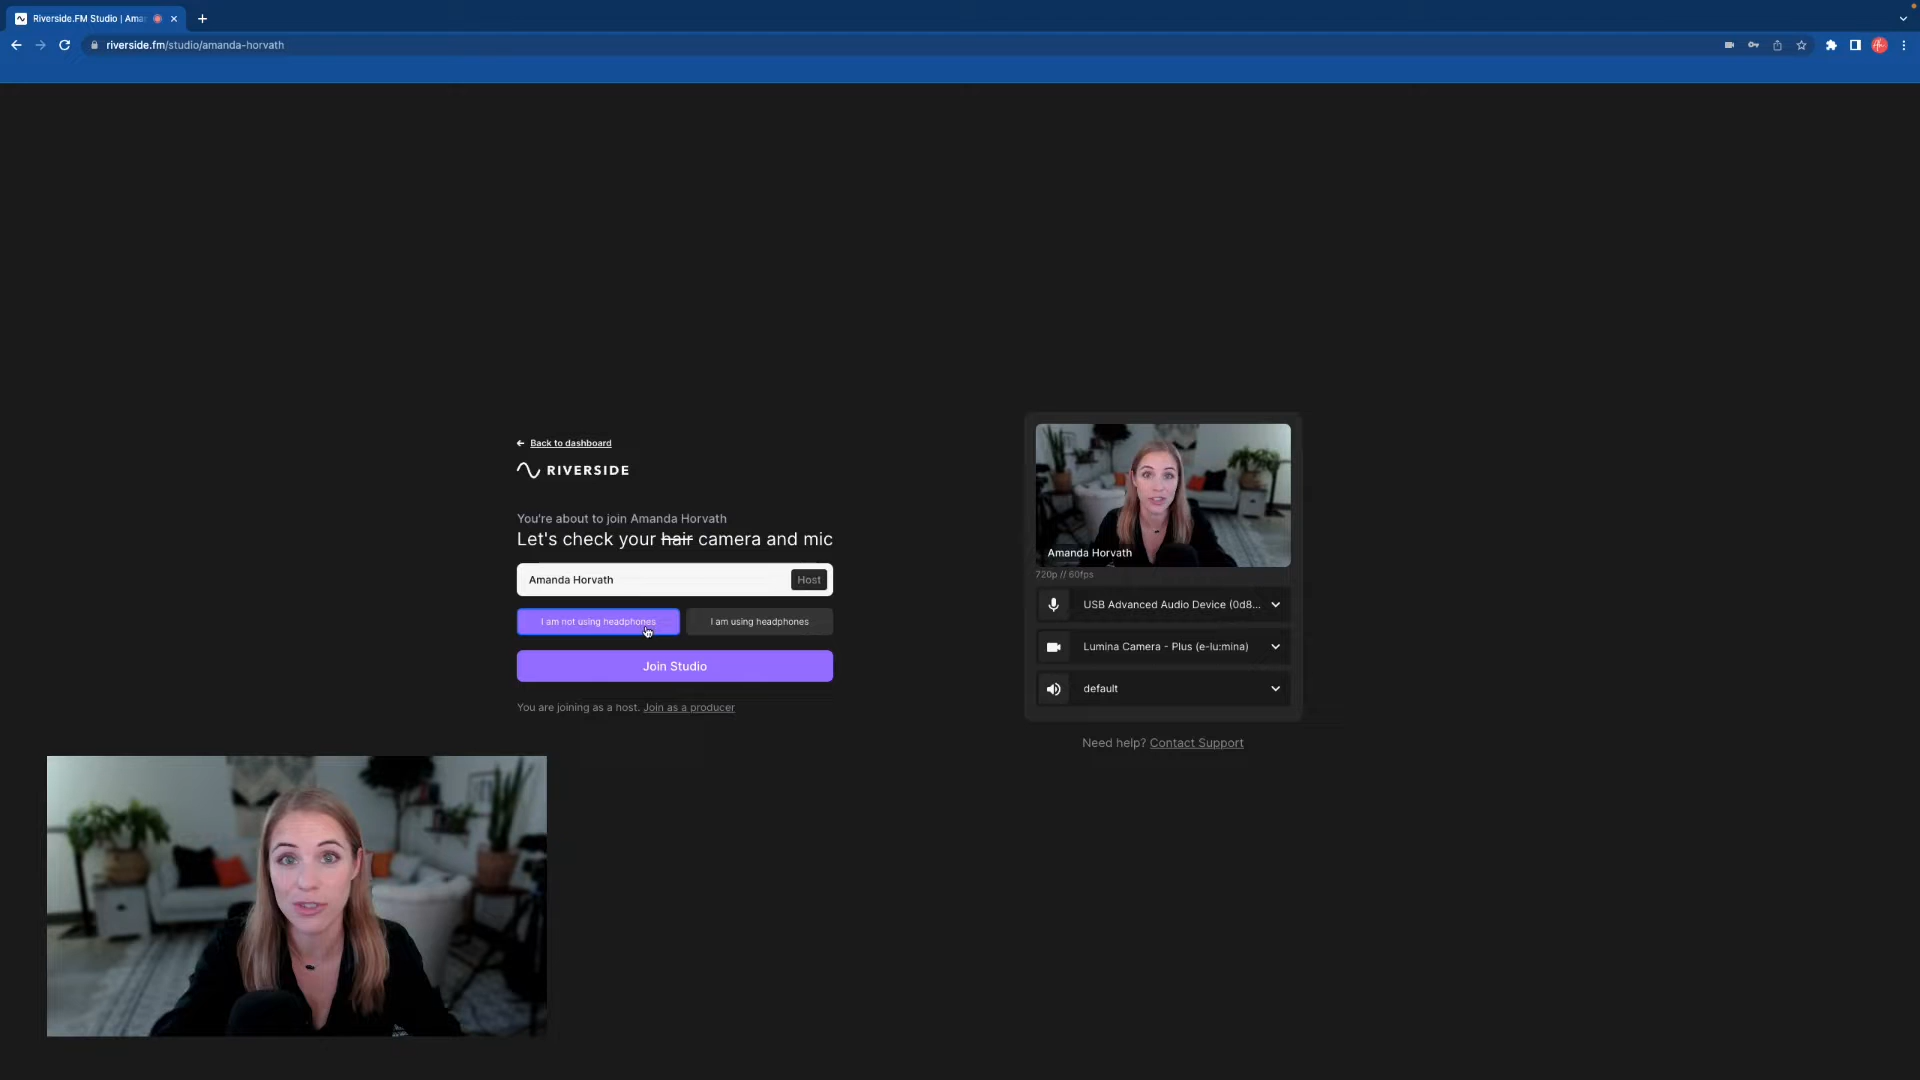 Riverside.FM Studio | Ama
riverside.fm/studio/amanda-horvath
Back to dashboard
RIVERSIDE
You're about to join Amanda Horvath
Let's check your hair camera and mic
Amanda Horvath
Host
I am not using headphones
I am using headphones
Join Studio
You are joining as a host. Join as a producer
Amanda Horvath
720p // 60fps
USB Advanced Audio Device (0d8...
Lumina Camera - Plus (e-lu:mina)
default
Need help? Contact Support